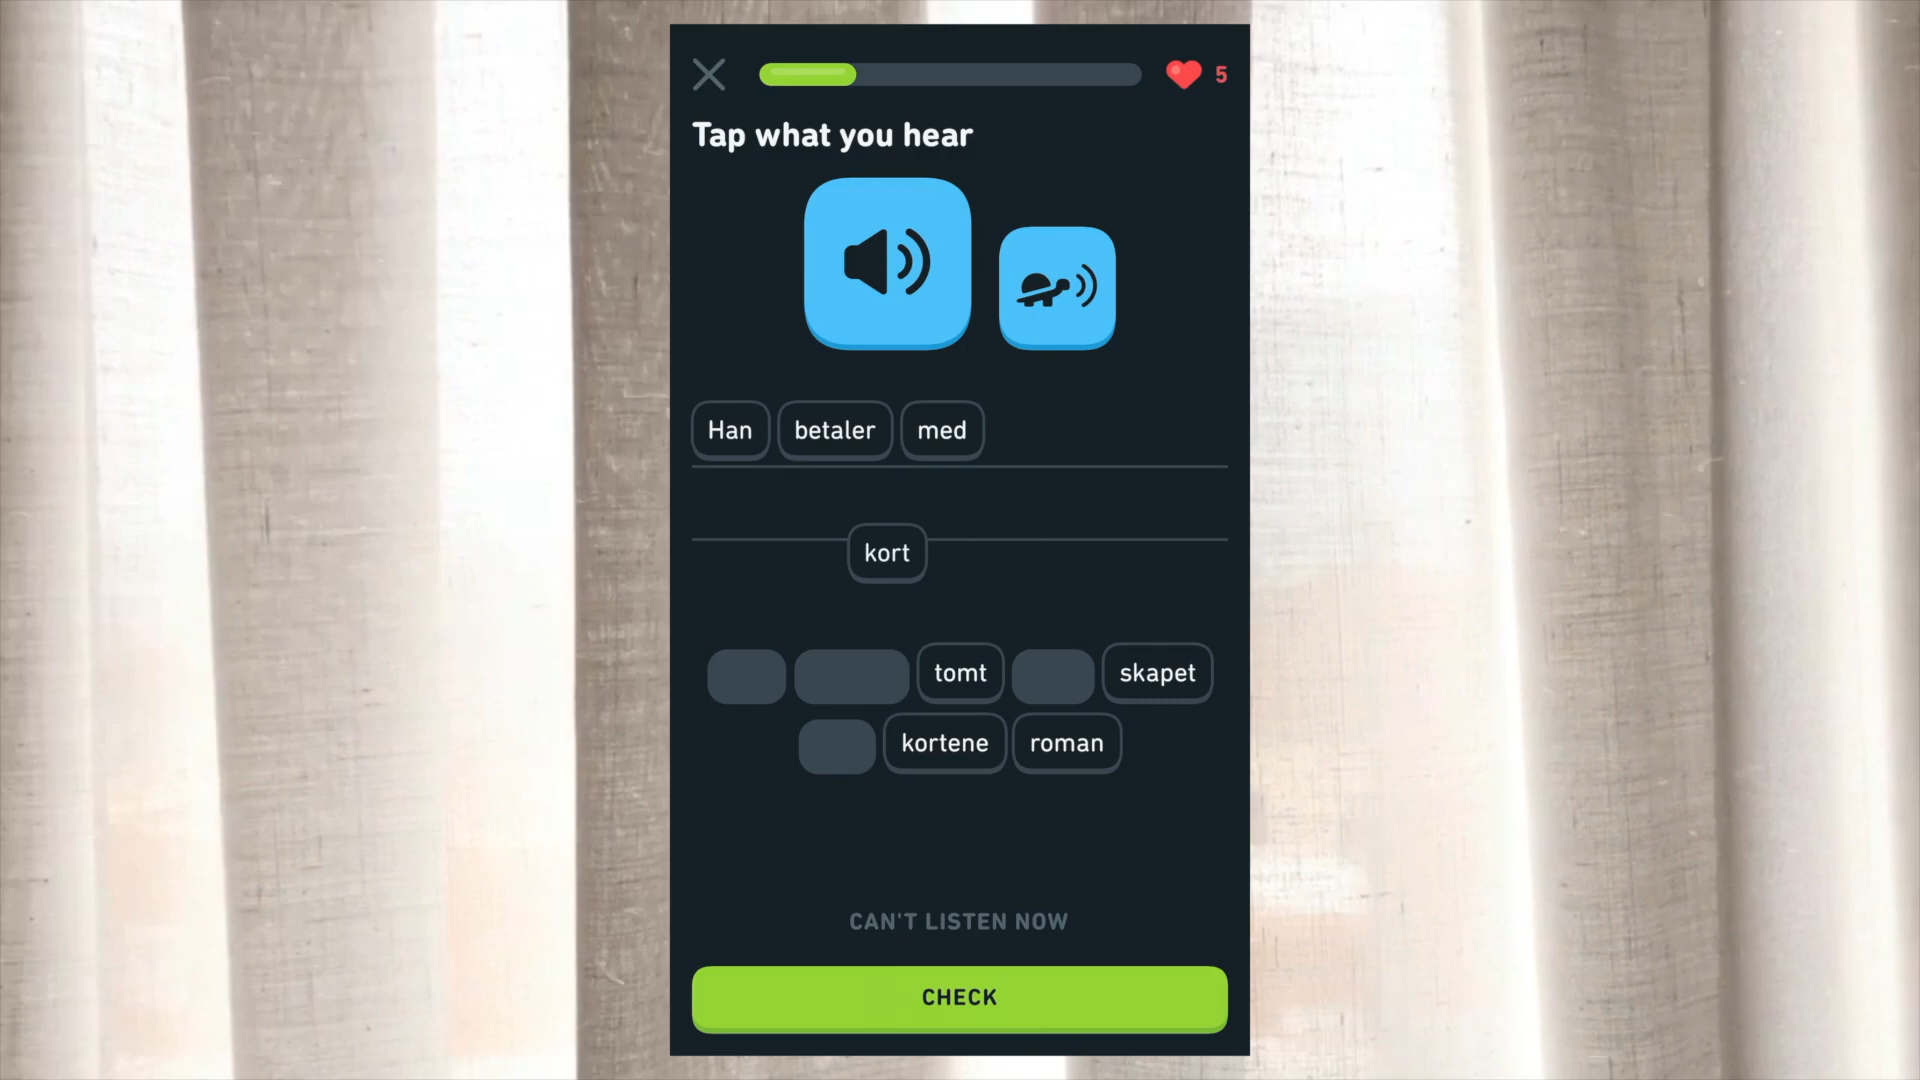 5
Tap what you hear
Han betaler med
kort
tomt skapet
kortene roman
CAN'T LISTEN NOW
CHECK